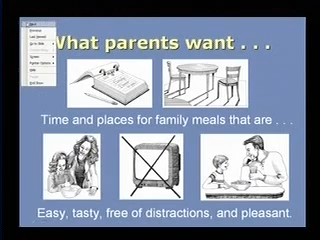 What parents want . . .
Time and places for family meals that are . . .
Easy, tasty, free of distractions, and pleasant.